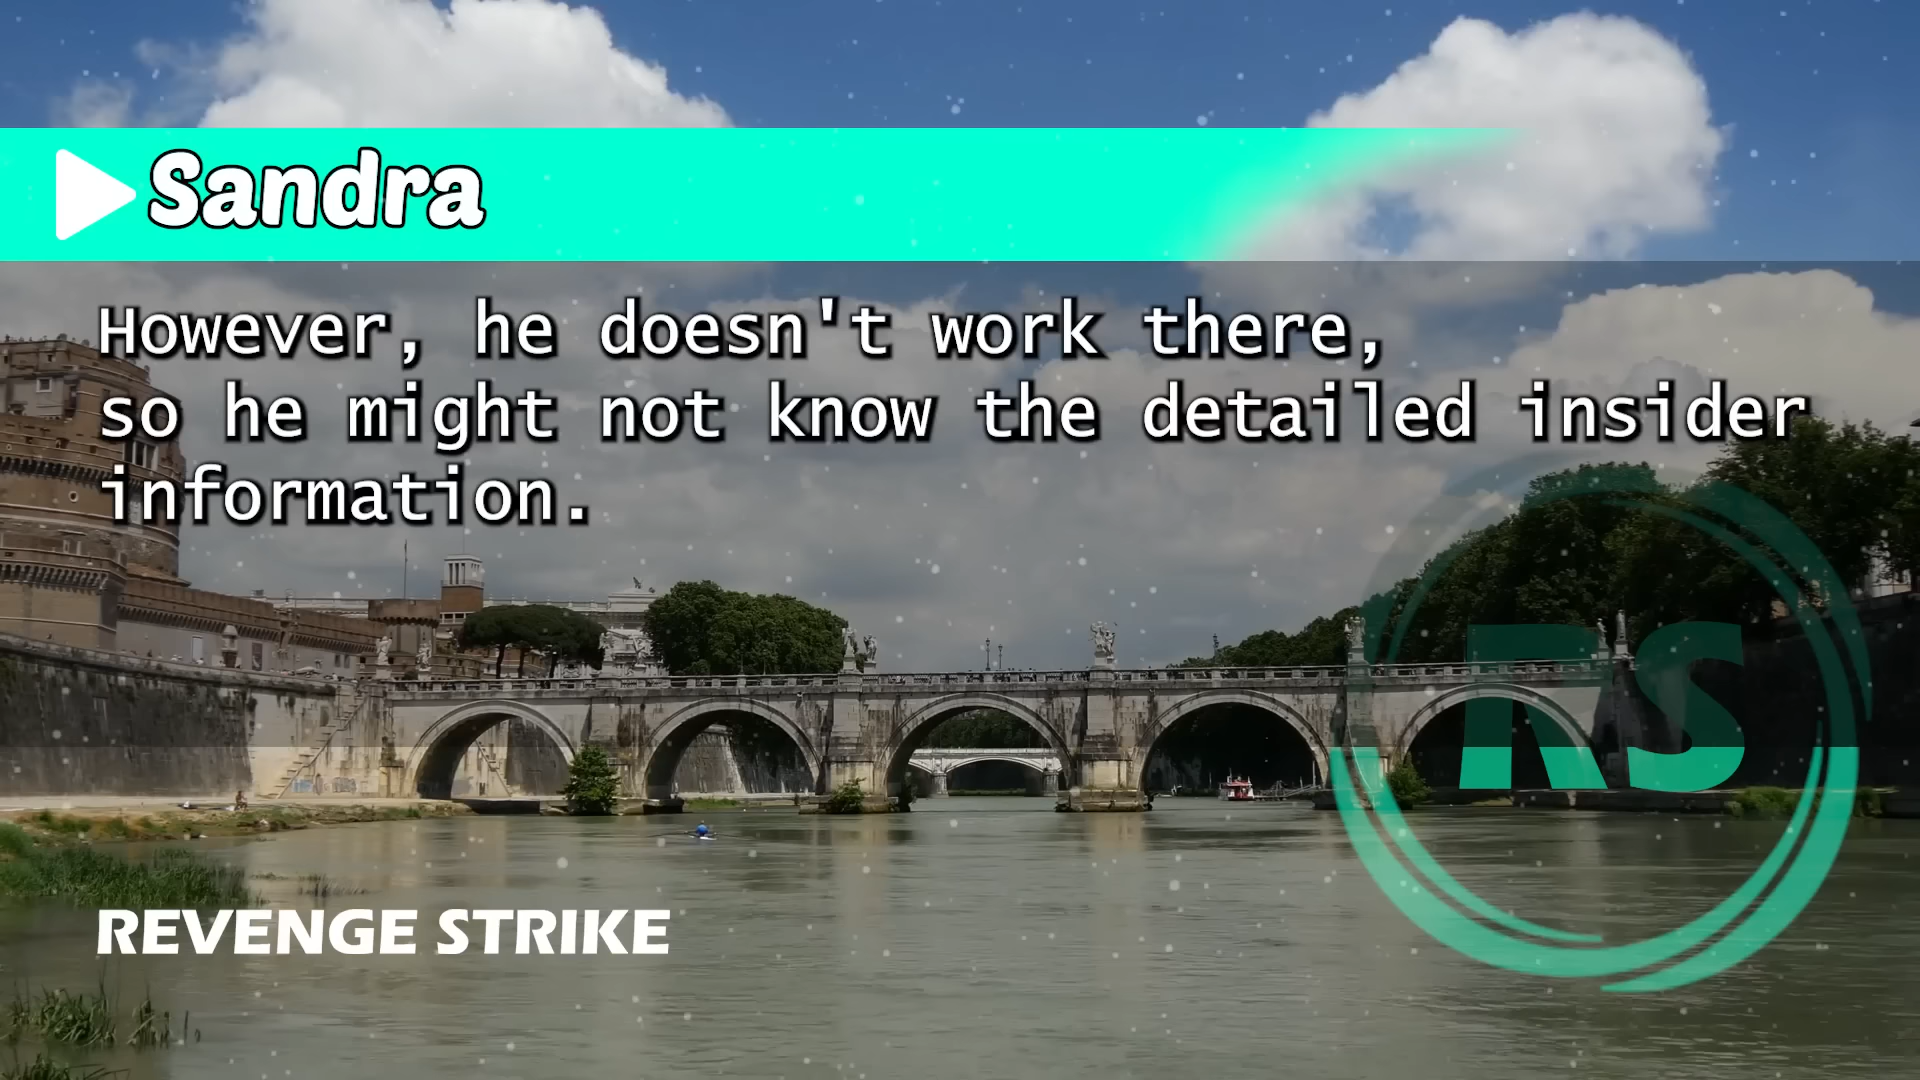 Sandra
However, he doesn't work there,
so he might not know the detailed insider
information.
RS
REVENGE STRIKE